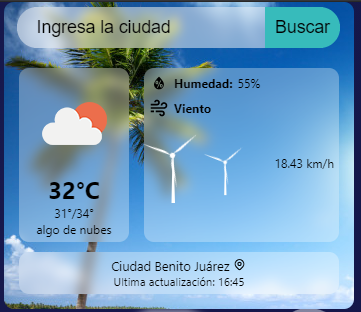 Ingresa la ciudad
Buscar
32°C
31°/34°
algo de nubes
Humedad: 55%
Viento
18.43 km/h
Ciudad Benito Juárez
Ultima actualización: 16:45